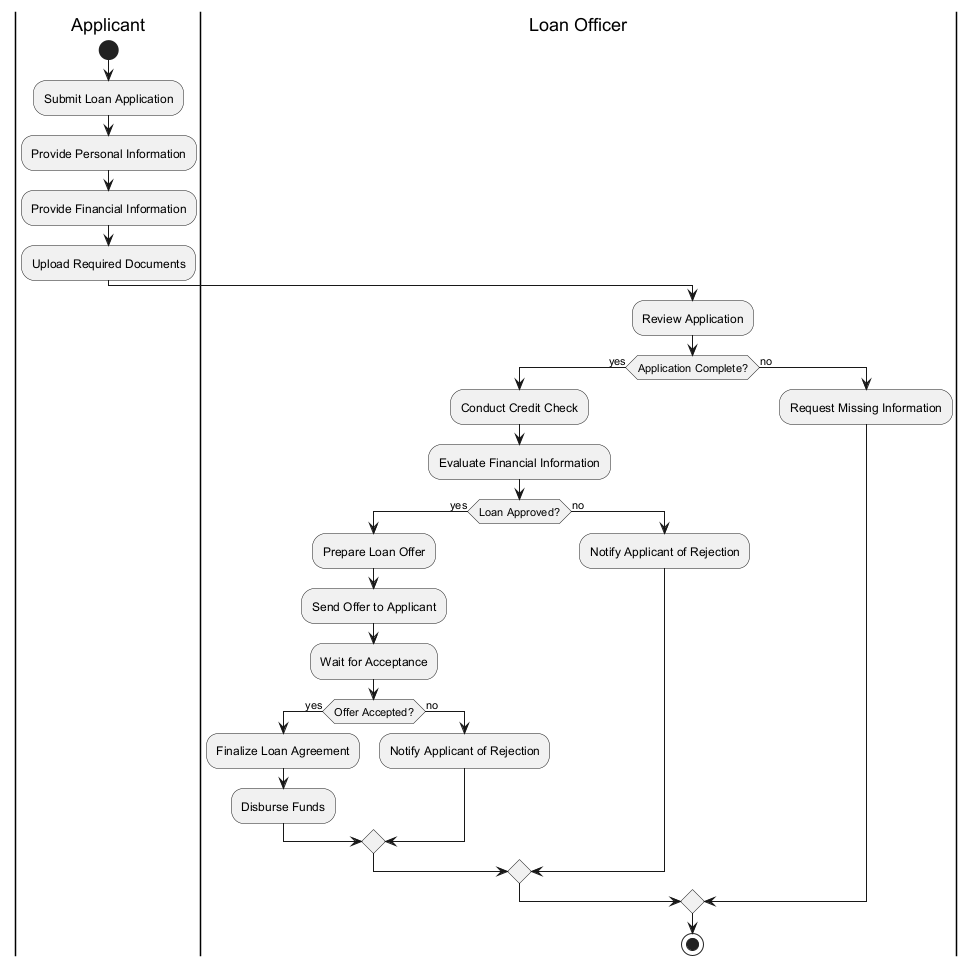 Applicant
Loan Officer
Submit Loan Application
Provide Personal Information
Provide Financial Information
Upload Required Documents
Review Application
yes
Application Complete?
no
Conduct Credit Check
Request Missing Information
Evaluate Financial Information
yes
Loan Approved?
no
Prepare Loan Offer
Notify Applicant of Rejection
Send Offer to Applicant
Wait for Acceptance
yes
Offer Accepted?
no
Finalize Loan Agreement
Notify Applicant of Rejection
Disburse Funds